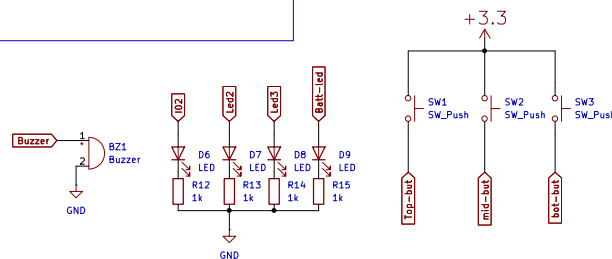 +3.3
SW1
SW_Push
SW2
SW_Push
SW3
SW_Push
IO2
Led2
Led3
Batt-led
Buzzer
1
+
2
BZ1
Buzzer
GND
D6
LED
D7
LED
D8
LED
D9
LED
R12
1k
R13
1k
R14
1k
R15
1k
GND
Top-but
mid-but
bot-but